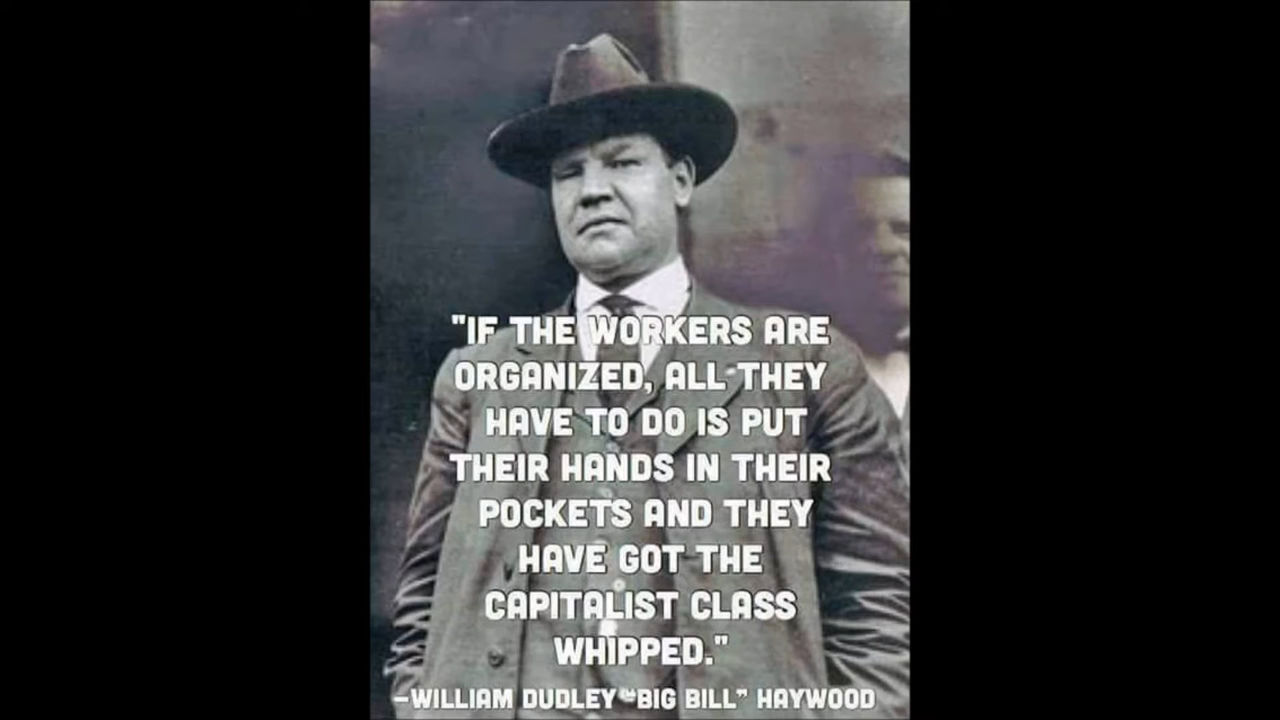 "IF THE WORKERS ARE
ORGANIZED, ALL THEY
HAVE TO DO IS PUT
THEIR HANDS IN THEIR
POCKETS AND THEY
HAVE GOT THE
CAPITALIST CLASS
WHIPPED."
–WILLIAM DUDLEY “BIG BILL” HAYWOOD